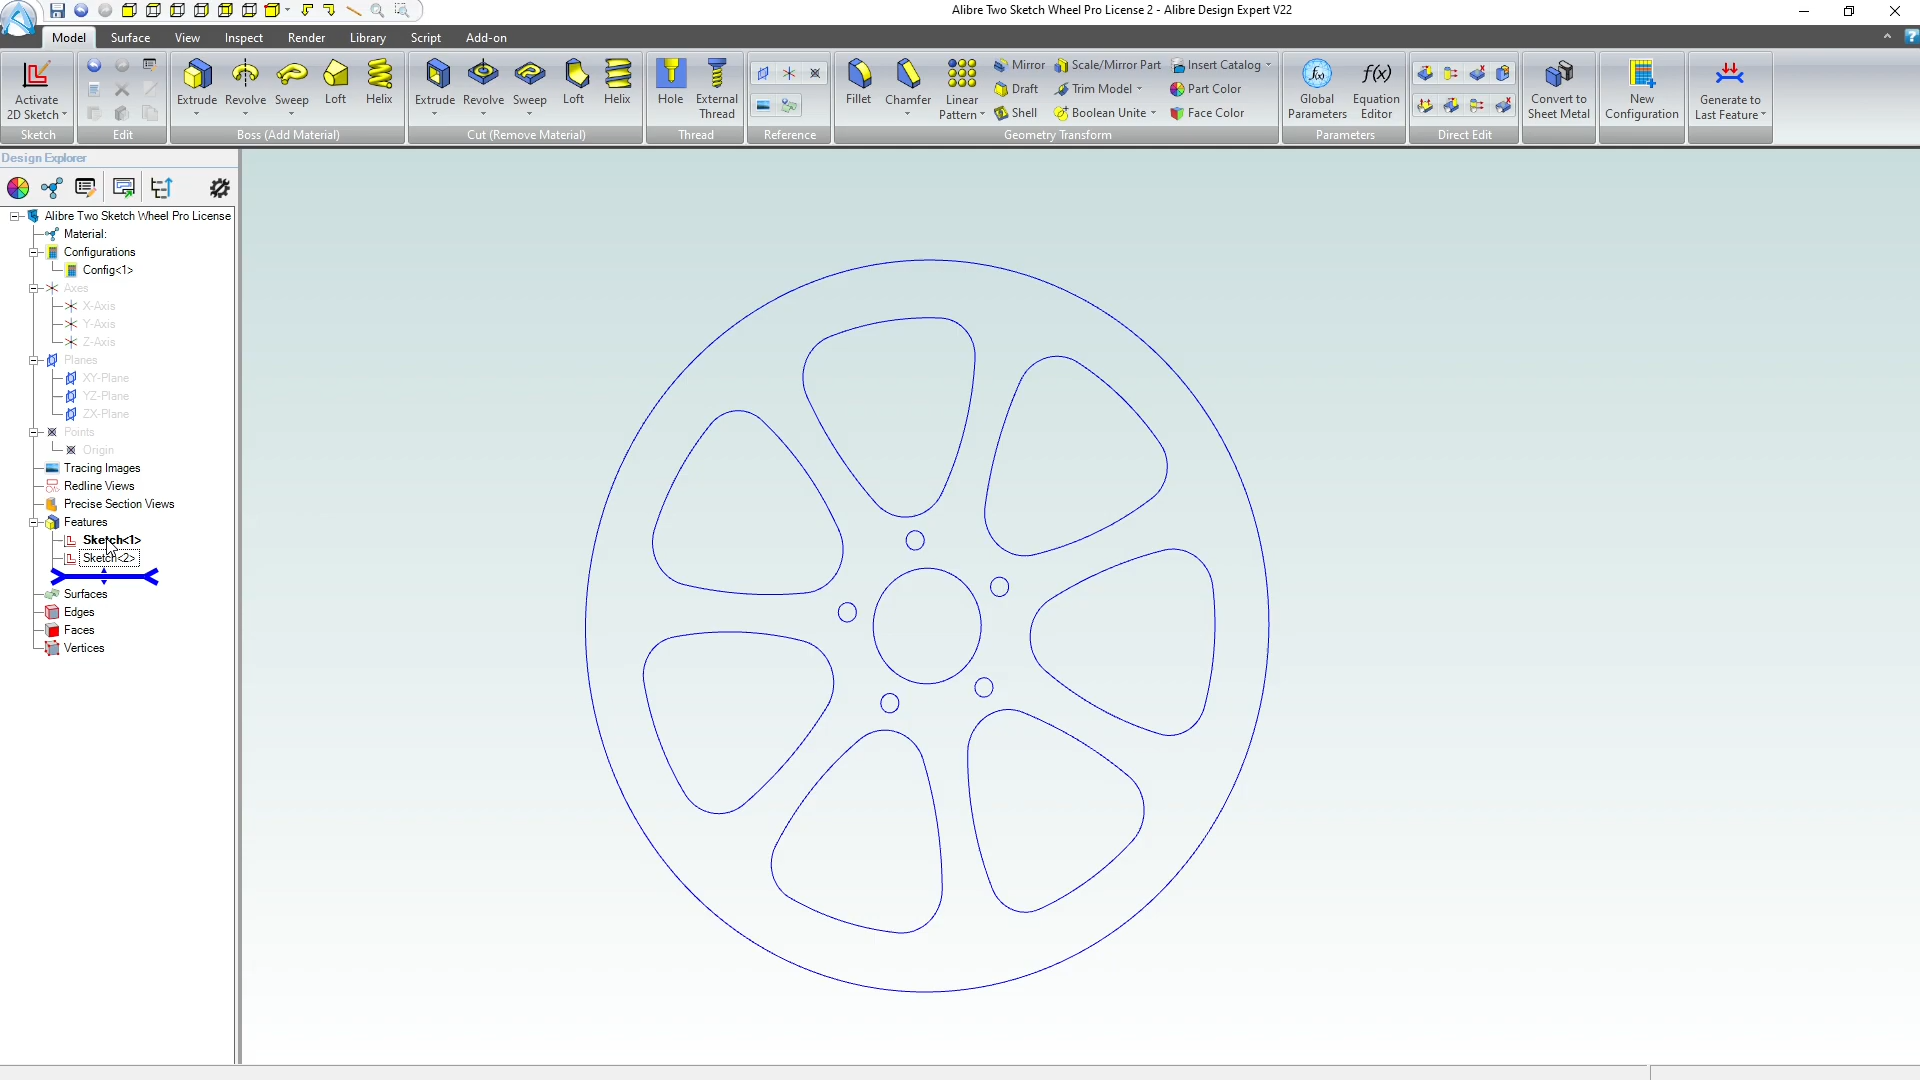 Alibre Two Sketch Wheel Pro License 2 - Alibre Design Expert V22
Model Surface View Inspect Render Library Script Add-on
Activate
2D Sketch
Sketch
Edit
Extrude Revolve Sweep Loft Helix
Boss (Add Material)
Extrude Revolve Sweep Loft Helix
Cut (Remove Material)
Hole External
Thread
Thread
Reference
Fillet Chamfer Linear
Pattern
Mirror Scale/Mirror Part Insert Catalog
Draft Trim Model Part Color
Shell Boolean Unite Face Color
Geometry Transform
f(x) Global
Parameters
f(x) Equation
Editor
Parameters
Direct Edit
Convert to
Sheet Metal
New
Configuration
Generate to
Last Feature
Design Explorer
Alibre Two Sketch Wheel Pro License
Material:
Configurations
Config<1>
Axes
X-Axis
Y-Axis
Z-Axis
Planes
XY-Plane
YZ-Plane
ZX-Plane
Points
Origin
Tracing Images
Redline Views
Precise Section Views
Features
Sketch<1>
Sketch<2>
Surfaces
Edges
Faces
Vertices